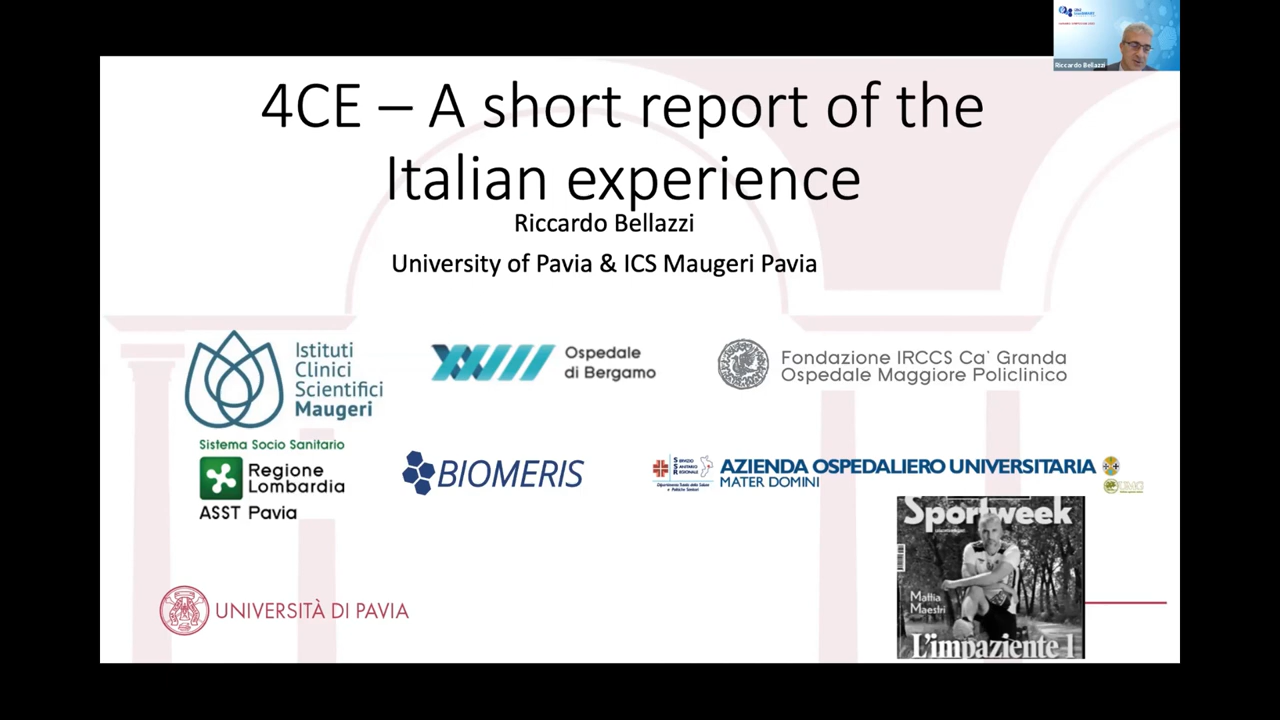 Riccardo Bellazzi
4CE – A short report of the
Italian experience
Riccardo Bellazzi
University of Pavia & ICS Maugeri Pavia
Istituti
Clinici
Scientifici
Maugeri
Ospedale
di Bergamo
Fondazione IRCCS Ca' Granda
Ospedale Maggiore Policlinico
Sistema Socio Sanitario
Regione
Lombardia
ASST Pavia
BIOMERIS
AZIENDA OSPEDALIERO UNIVERSITARIA
MATER DOMINI
UMG
Sportweek
Mattia
Maestri
L'impaziente 1
UNIVERSITÀ DI PAVIA